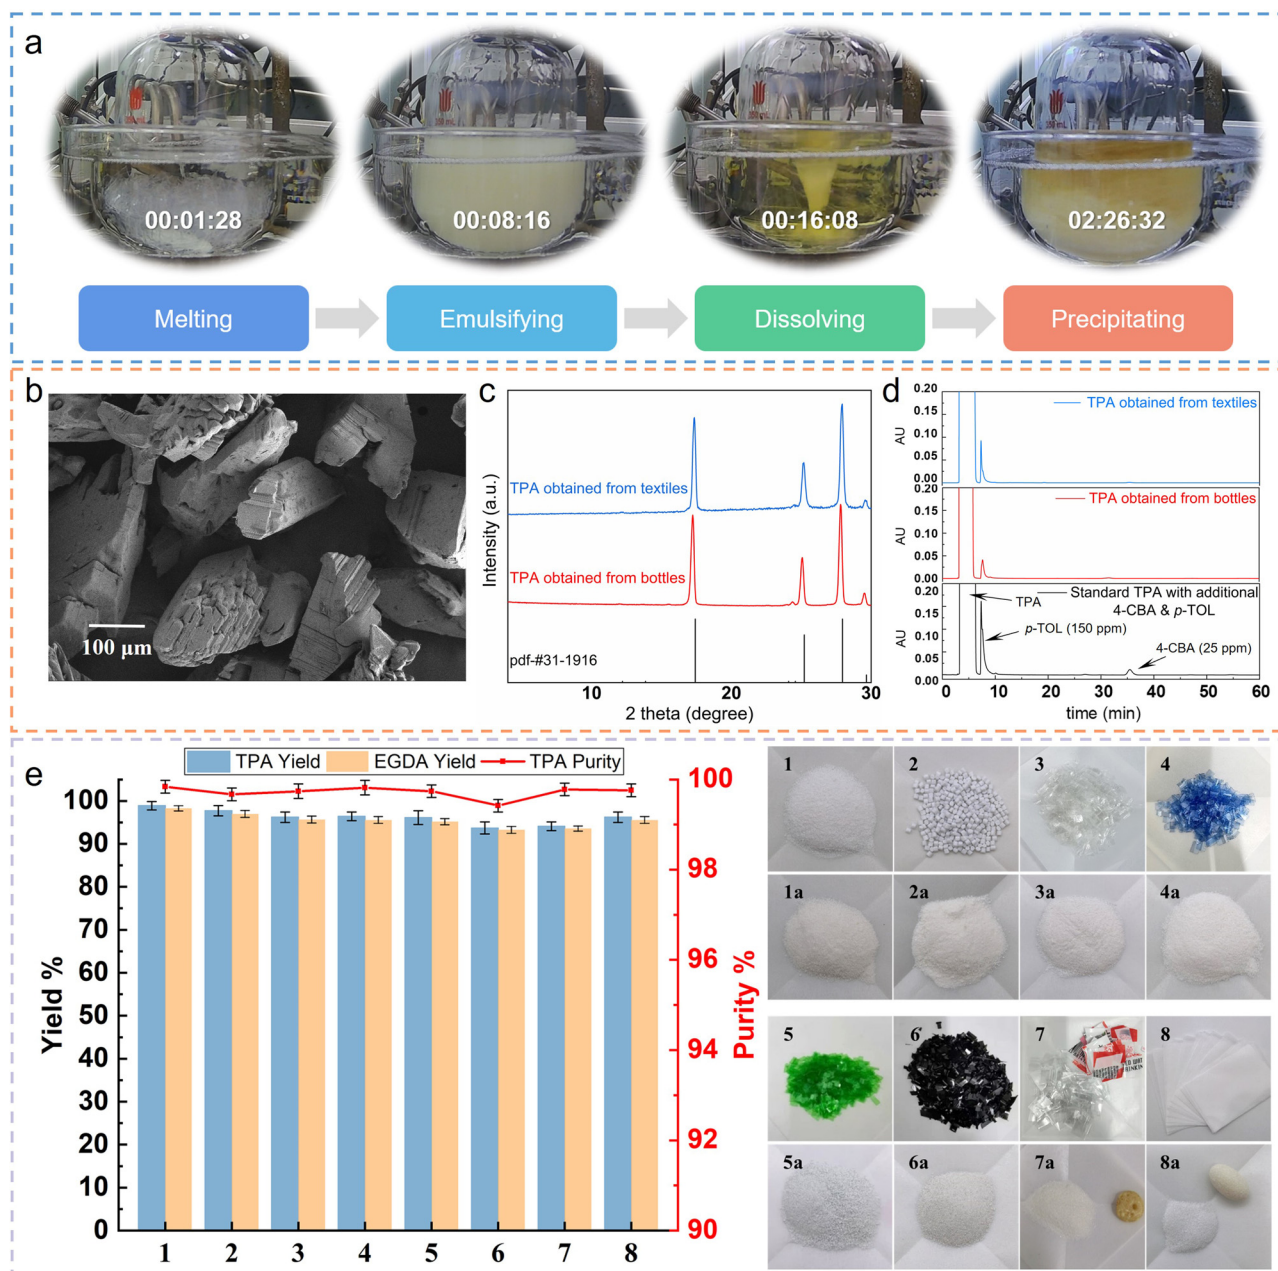 a
350 mL
00:01:28
00:08:16
00:16:08
02:26:32
Melting
Emulsifying
Dissolving
Precipitating
b
100 μm
c
Intensity (a.u.)
TPA obtained from textiles
TPA obtained from bottles
pdf-#31-1916
10
20
30
2 theta (degree)
d
AU
0.20
0.15
0.10
0.05
0.00
TPA obtained from textiles
AU
0.20
0.15
0.10
0.05
0.00
TPA obtained from bottles
AU
0.20
0.15
0.10
0.05
0.00
Standard TPA with additional
4-CBA & p-TOL
TPA
p-TOL (150 ppm)
4-CBA (25 ppm)
0 10 20 30 40 50 60
time (min)
e
TPA Yield EGDA Yield TPA Purity
Yield %
100
90
80
70
60
50
40
30
20
10
0
1 2 3 4 5 6 7 8
Purity %
100
98
96
94
92
90
1 2 3 4
1a 2a 3a 4a
5 6 7 8
5a 6a 7a 8a